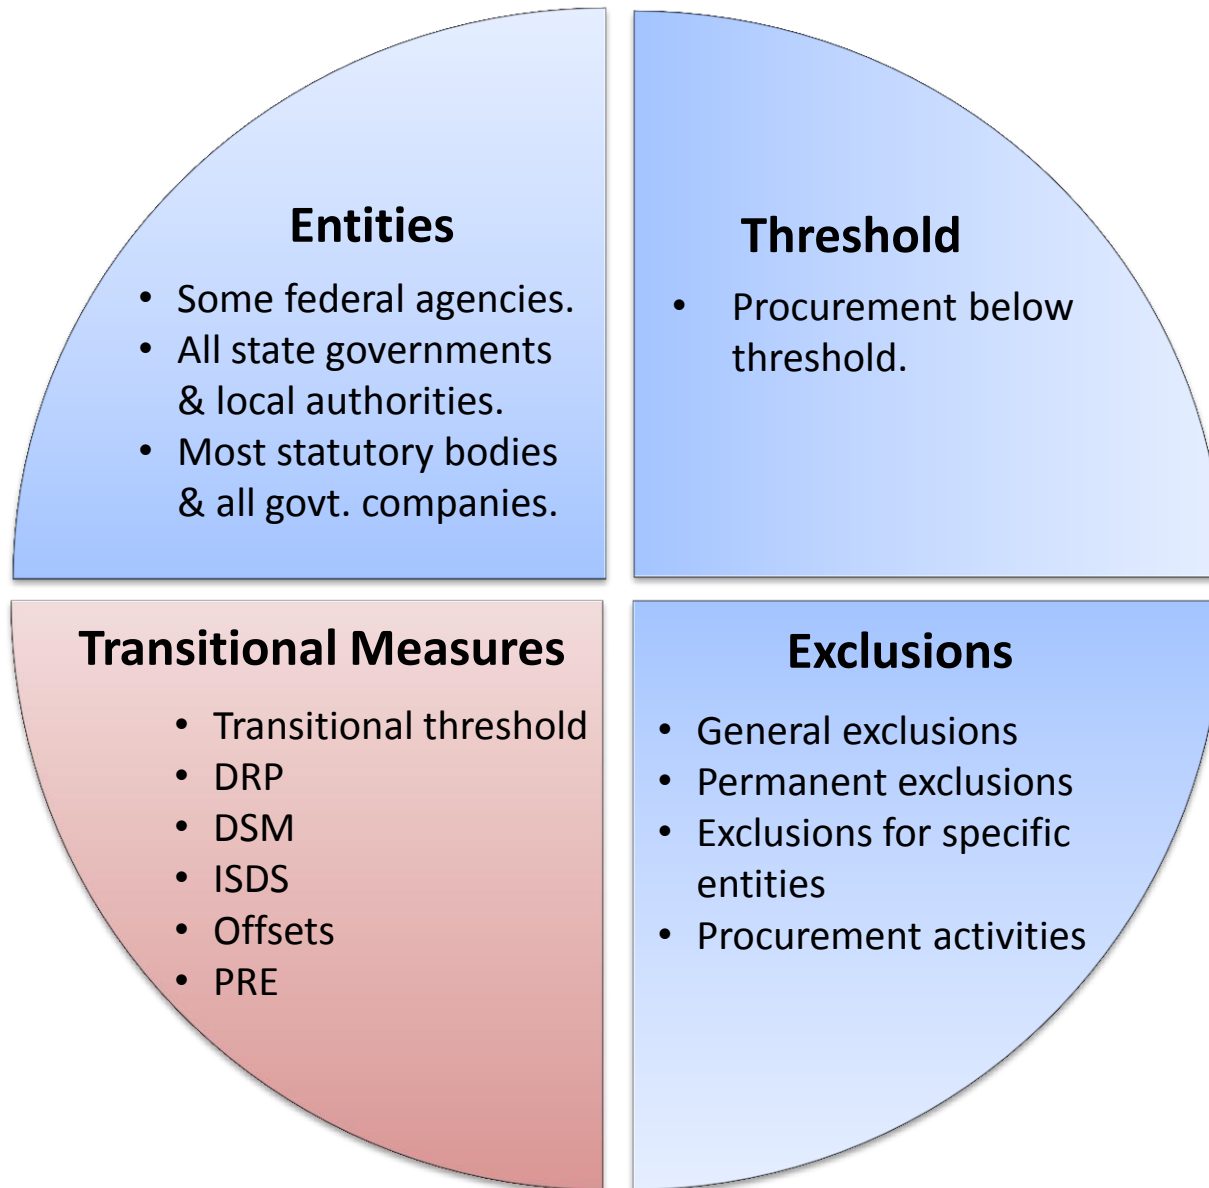 Entities
• Some federal agencies.
• All state governments
& local authorities.
• Most statutory bodies
& all govt. companies.
Threshold
• Procurement below
threshold.
Transitional Measures
• Transitional threshold
• DRP
• DSM
• ISDS
• Offsets
• PRE
Exclusions
• General exclusions
• Permanent exclusions
• Exclusions for specific
entities
• Procurement activities